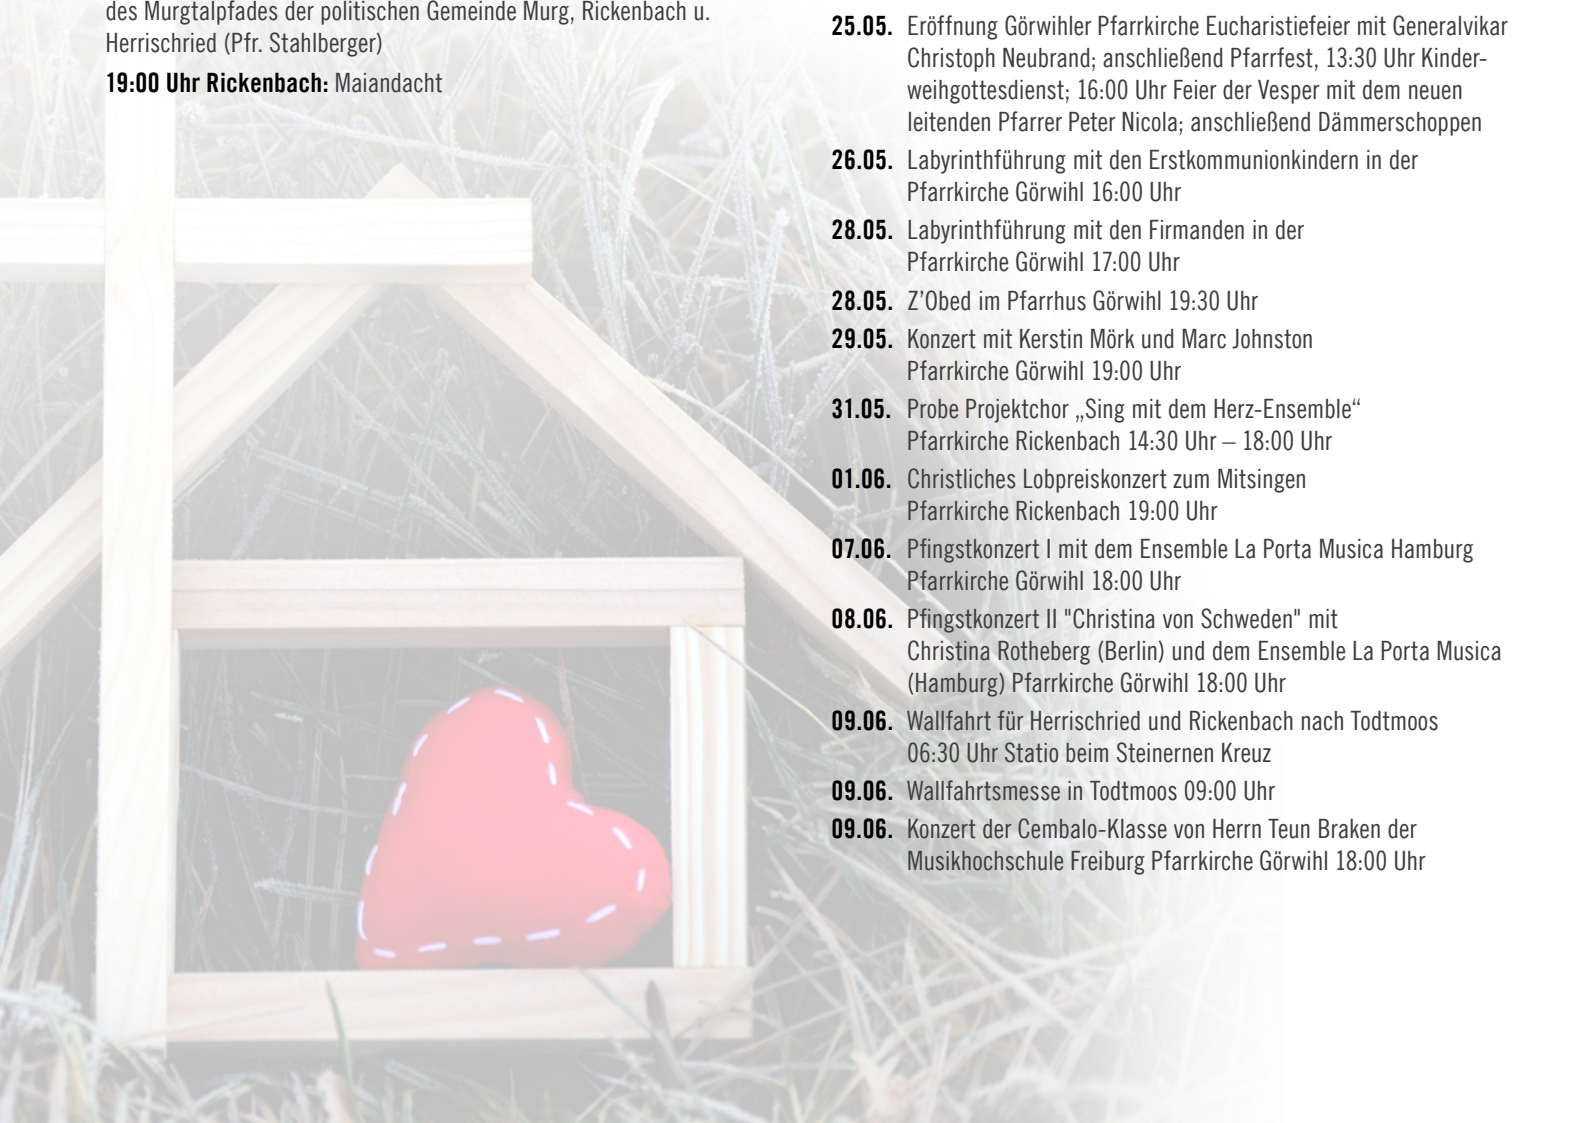 des Murgtalpfades der politischen Gemeinde Murg, Rickenbach u.
Herrischried (Pfr. Stahlberger)
19:00 Uhr Rickenbach: Maiandacht
25.05. Eröffnung Görwihler Pfarrkirche Eucharistiefeier mit Generalvikar
Christoph Neubrand; anschließend Pfarrfest, 13:30 Uhr Kinder-
weihgottesdienst; 16:00 Uhr Feier der Vesper mit dem neuen
leitenden Pfarrer Peter Nicola; anschließend Dämmerschoppen
26.05. Labyrinthführung mit den Erstkommunionkindern in der
Pfarrkirche Görwihl 16:00 Uhr
28.05. Labyrinthführung mit den Firmanden in der
Pfarrkirche Görwihl 17:00 Uhr
28.05. Z’Obed im Pfarrhus Görwihl 19:30 Uhr
29.05. Konzert mit Kerstin Mörk und Marc Johnston
Pfarrkirche Görwihl 19:00 Uhr
31.05. Probe Projektchor „Sing mit dem Herz-Ensemble“
Pfarrkirche Rickenbach 14:30 Uhr – 18:00 Uhr
01.06. Christliches Lobpreiskonzert zum Mitsingen
Pfarrkirche Rickenbach 19:00 Uhr
07.06. Pfingstkonzert I mit dem Ensemble La Porta Musica Hamburg
Pfarrkirche Görwihl 18:00 Uhr
08.06. Pfingstkonzert II "Christina von Schweden" mit
Christina Rotheberg (Berlin) und dem Ensemble La Porta Musica
(Hamburg) Pfarrkirche Görwihl 18:00 Uhr
09.06. Wallfahrt für Herrischried und Rickenbach nach Todtmoos
06:30 Uhr Statio beim Steinernen Kreuz
09.06. Wallfahrtsmesse in Todtmoos 09:00 Uhr
09.06. Konzert der Cembalo-Klasse von Herrn Teun Braken der
Musikhochschule Freiburg Pfarrkirche Görwihl 18:00 Uhr